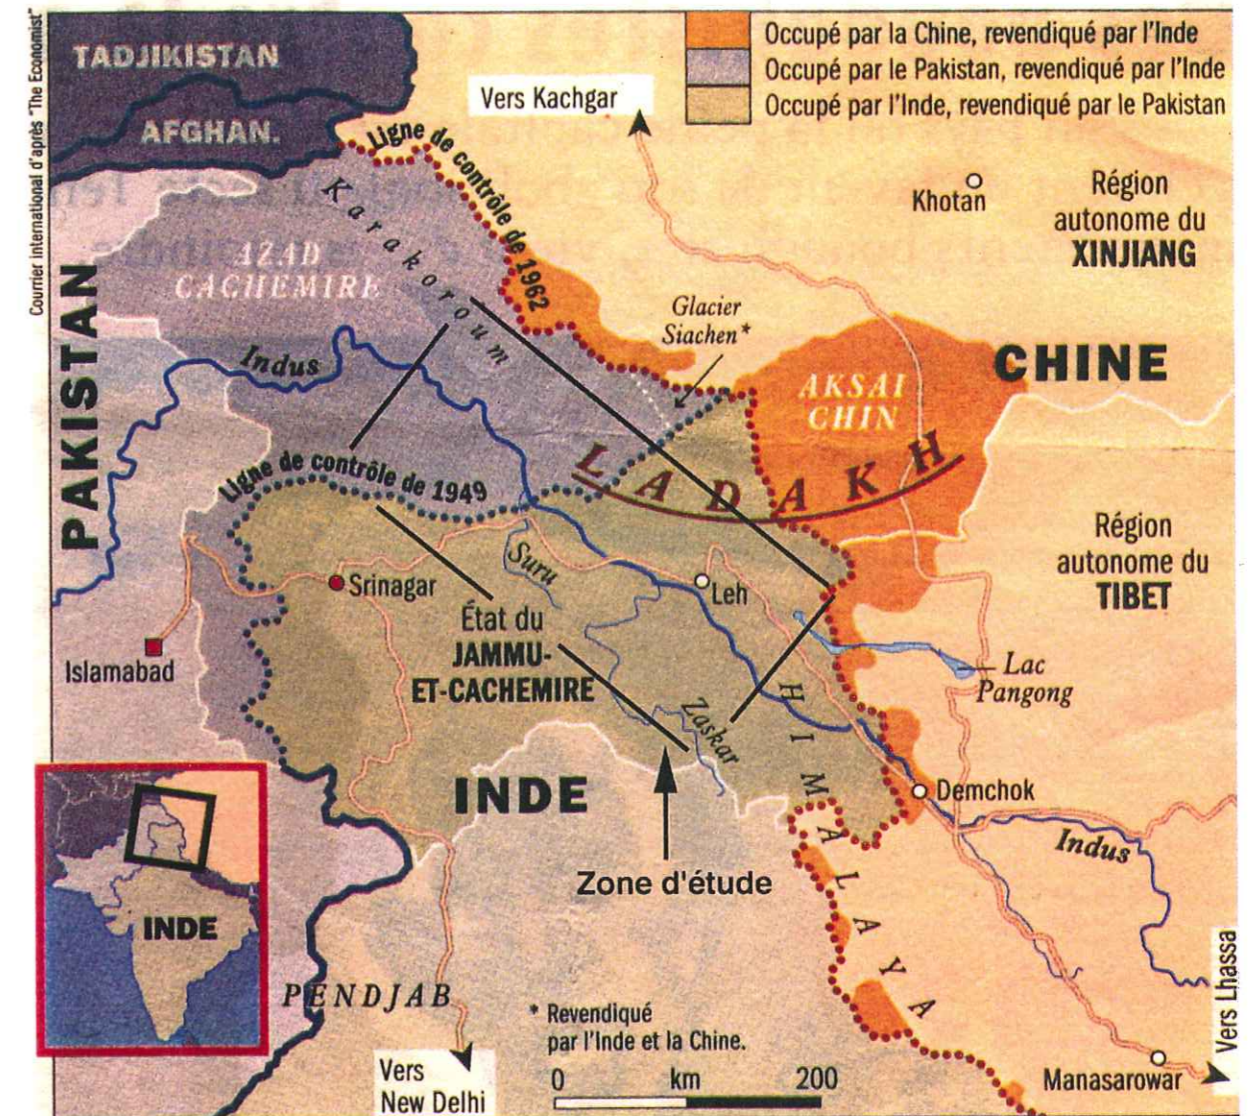 Courrier international d'après "The Economist"
TADJIKISTAN
AFGHAN.
Occupé par la Chine, revendiqué par l'Inde
Occupé par le Pakistan, revendiqué par l'Inde
Occupé par l'Inde, revendiqué par le Pakistan
Vers Kachgar
Ligne de contrôle de 1962
Khotan
Région
autonome du
XINJIANG
Karakoroum
AZAD
CACHEMIRE
PAKISTAN
Glacier
Siachen*
Indus
CHINE
AKSAI
CHIN
LADAKH
Ligne de contrôle de 1949
Région
autonome du
TIBET
Suru
Srinagar
Leh
État du
JAMMU-
ET-CACHEMIRE
Islamabad
Lac
Pangong
Zaskar
HIMALAYA
INDE
Demchok
Indus
Zone d'étude
INDE
PENDJAB
* Revendiqué
par l'Inde et la Chine.
Vers
New Delhi
0 km 200
Manasarowar
Vers Lhassa